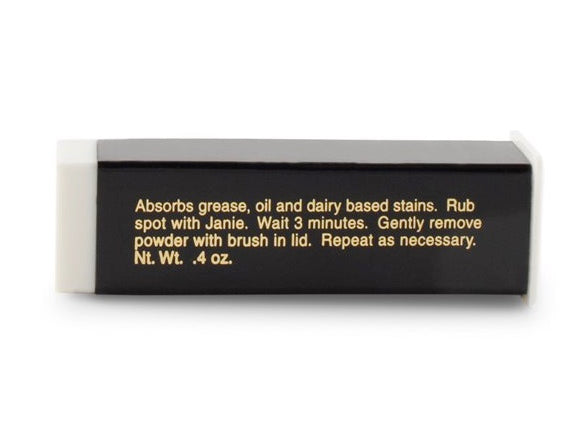 Absorbs grease, oil and dairy based stains.  Rub
spot with Janie.  Wait 3 minutes.  Gently remove
powder with brush in lid.  Repeat as necessary.
Nt. Wt.  .4 oz.